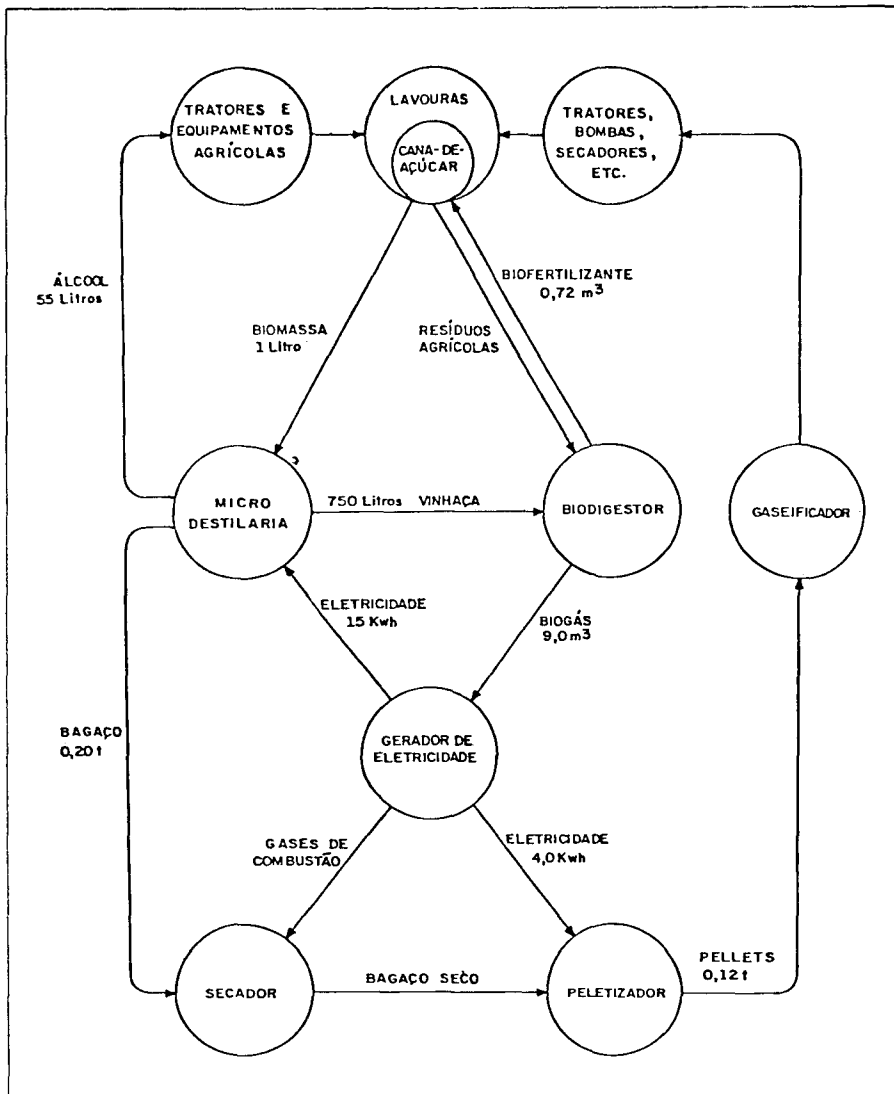 TRATORES E
EQUIPAMENTOS
AGRÍCOLAS
LAVOURAS
CANA-DE-
AÇÚCAR
TRATORES,
BOMBAS,
SECADORES,
ETC.
ÁLCOOL
55 Litros
BIOMASSA
1 Litro
RESÍDUOS
AGRÍCOLAS
BIOFERTILIZANTE
0,72 m³
MICRO
DESTILARIA
750 Litros VINHAÇA
BIODIGESTOR
GASEIFICADOR
ELETRICIDADE
15 Kwh
BIOGÁS
9,0 m³
BAGAÇO
0,20 t
GERADOR DE
ELETRICIDADE
GASES DE
COMBUSTÃO
ELETRICIDADE
4,0 Kwh
SECADOR
BAGAÇO SECO
PELETIZADOR
PELLETS
0,12 t